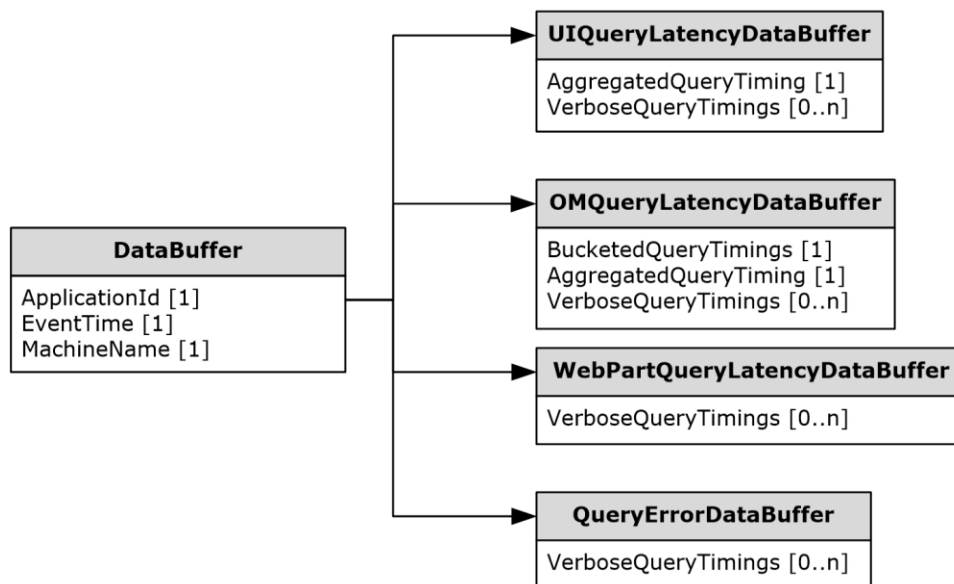 DataBuffer
ApplicationId [1]
EventTime [1]
MachineName [1]
UIQueryLatencyDataBuffer
AggregatedQueryTiming [1]
VerboseQueryTimings [0..n]
OMQueryLatencyDataBuffer
BucketedQueryTimings [1]
AggregatedQueryTiming [1]
VerboseQueryTimings [0..n]
WebPartQueryLatencyDataBuffer
VerboseQueryTimings [0..n]
QueryErrorDataBuffer
VerboseQueryTimings [0..n]